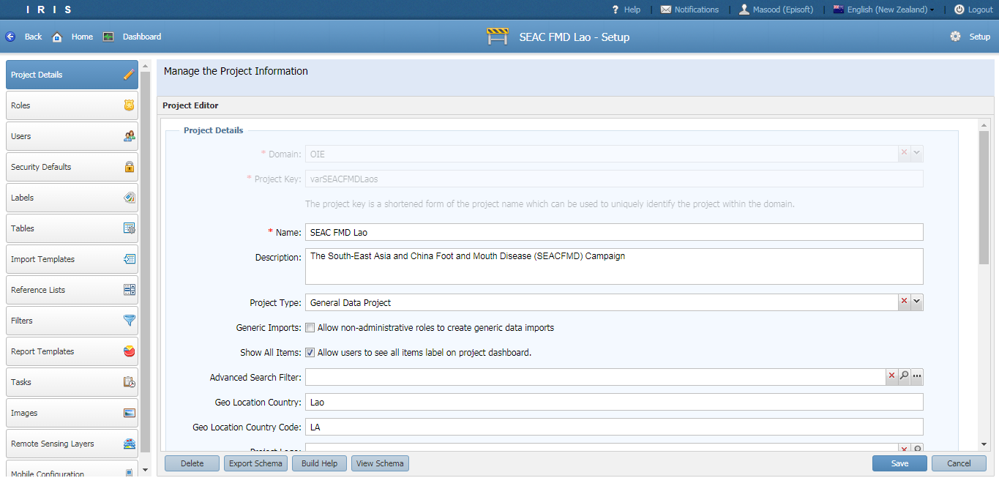 IRIS
Help
Notifications
Masood (Episoft)
English (New Zealand)
Logout
Back
Home
Dashboard
SEAC FMD Lao - Setup
Setup
Project Details
Roles
Users
Security Defaults
Labels
Tables
Import Templates
Reference Lists
Filters
Report Templates
Tasks
Images
Remote Sensing Layers
Mobile Configuration
Manage the Project Information
Project Editor
Project Details
* Domain: OIE
* Project Key: varSEACFMDLaos
The project key is a shortened form of the project name which can be used to uniquely identify the project within the domain.
* Name: SEAC FMD Lao
Description: The South-East Asia and China Foot and Mouth Disease (SEACFMD) Campaign
Project Type: General Data Project
Generic Imports: Allow non-administrative roles to create generic data imports
Show All Items: Allow users to see all items label on project dashboard.
Advanced Search Filter:
Geo Location Country: Lao
Geo Location Country Code: LA
Project Logo:
Delete
Export Schema
Build Help
View Schema
Save
Cancel